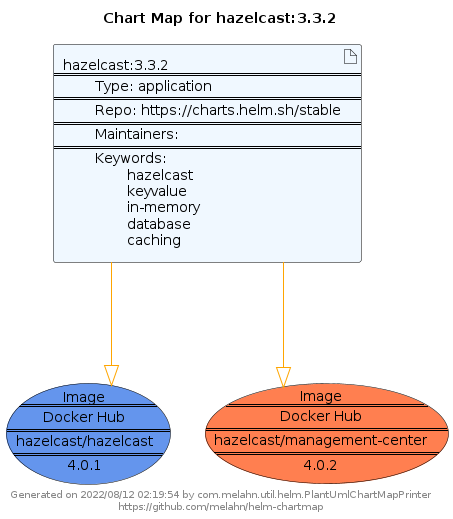 Chart Map for hazelcast:3.3.2
hazelcast:3.3.2
Type: application
Repo: https://charts.helm.sh/stable
Maintainers:
Keywords:
hazelcast
keyvalue
in-memory
database
caching
Image
Docker Hub
hazelcast/hazelcast
4.0.1
Image
Docker Hub
hazelcast/management-center
4.0.2
Generated on 2022/08/12 02:19:54 by com.melahn.util.helm.PlantUmlChartMapPrinter
https://github.com/melahn/helm-chartmap